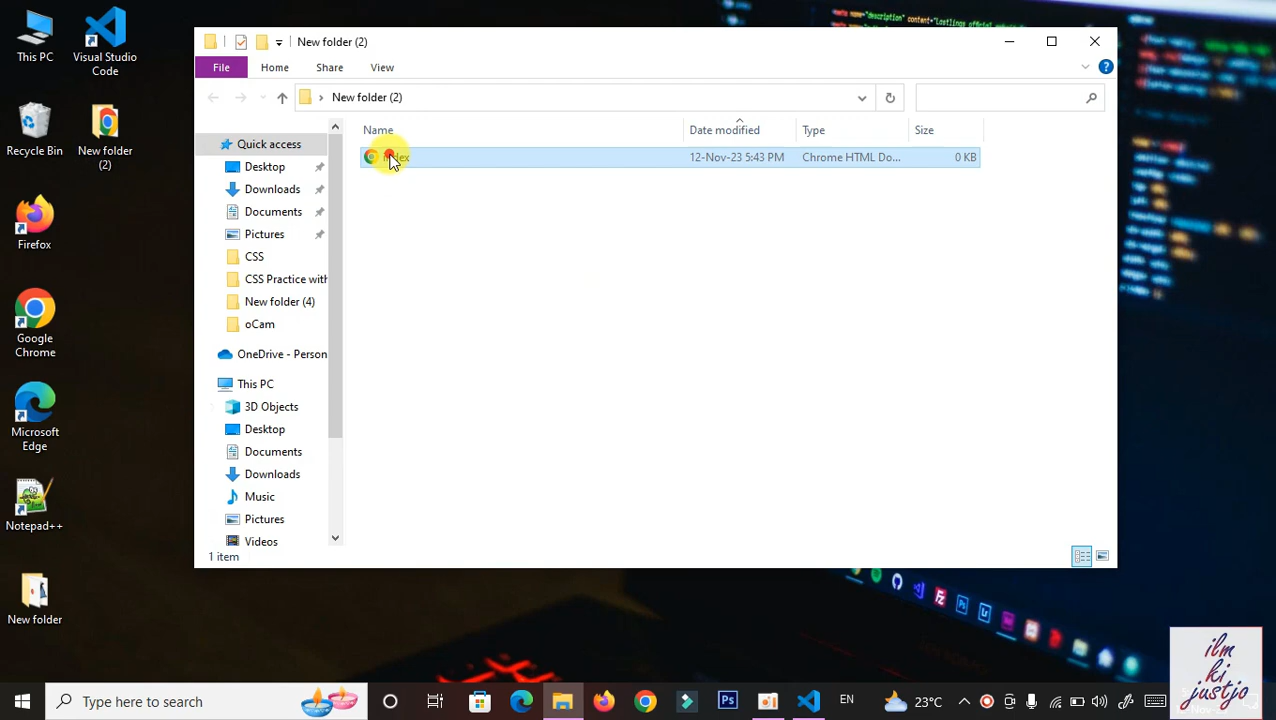 This PC
Visual Studio
Code
Recycle Bin
New folder
(2)
Firefox
Google
Chrome
Microsoft
Edge
Notepad++
New folder
New folder (2)
File
Home
Share
View
New folder (2)
Name
Date modified
Type
Size
index
12-Nov-23 5:43 PM
Chrome HTML Do...
0 KB
Quick access
Desktop
Downloads
Documents
Pictures
CSS
CSS Practice with
New folder (4)
oCam
OneDrive - Person
This PC
3D Objects
Desktop
Documents
Downloads
Music
Pictures
Videos
1 item
Type here to search
Ps
EN
23°C
ilm
ki
justjo